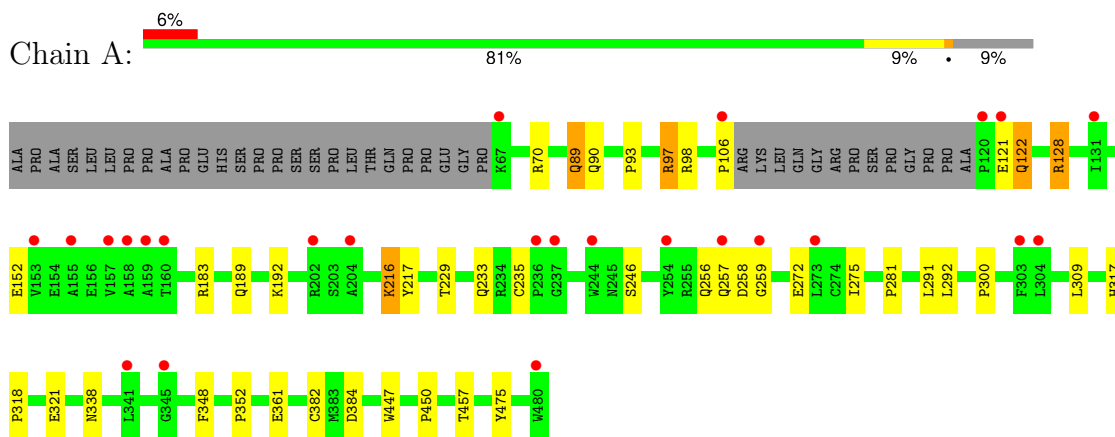 6%
Chain A:
81% 9% • 9%
ALA PRO ALA SER LEU LEU PRO PRO ALA PRO GLU HIS SER PRO PRO SER SER PRO LEU THR GLN PRO PRO GLU GLY PRO K67 R70 Q89 Q90 P93 R97 R98 P106 ARG LYS LEU GLN GLY ARG PRO SER PRO GLY PRO PRO ALA P120 E121 Q122 R128 I131
E152 V153 E154 A155 E156 V157 A158 A159 T160 R183 Q189 K192 R202 S203 A204 K216 Y217 T229 Q233 R234 C235 P236 G237 W244 N245 S246 Y254 R255 Q256 Q257 D258 G259 E272 L273 C274 I275 P281 L291 L292 P300 F303 L304 L309 H317
P318 E321 N338 L341 G345 F348 P352 E361 C382 M383 D384 W447 P450 T457 Y475 W480